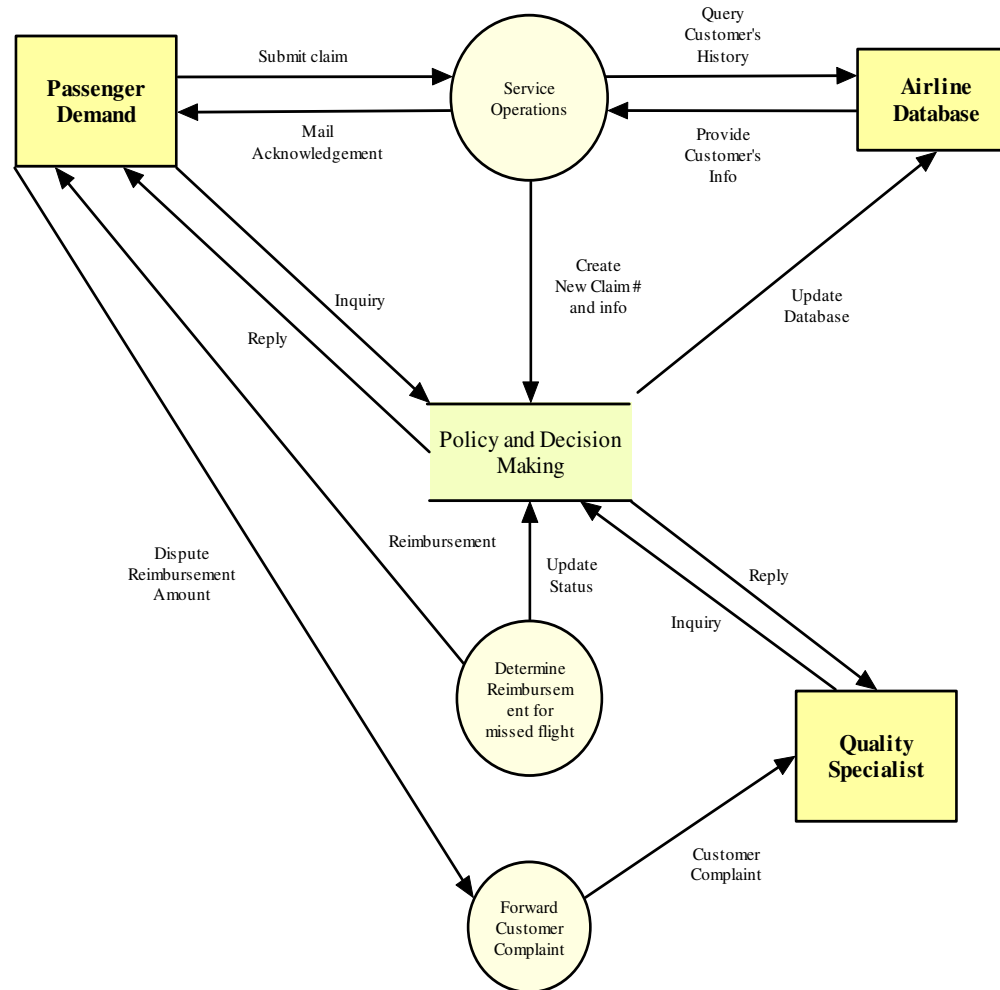 Query
Customer's
History
Submit claim
Passenger
Demand
Service
Operations
Airline
Database
Mail
Acknowledgement
Provide
Customer's
Info
Create
New Claim #
and info
Inquiry
Update
Database
Reply
Policy and Decision
Making
Reimbursement
Dispute
Reimbursement
Amount
Update
Status
Reply
Inquiry
Determine
Reimbursem
ent for
missed flight
Quality
Specialist
Customer
Complaint
Forward
Customer
Complaint